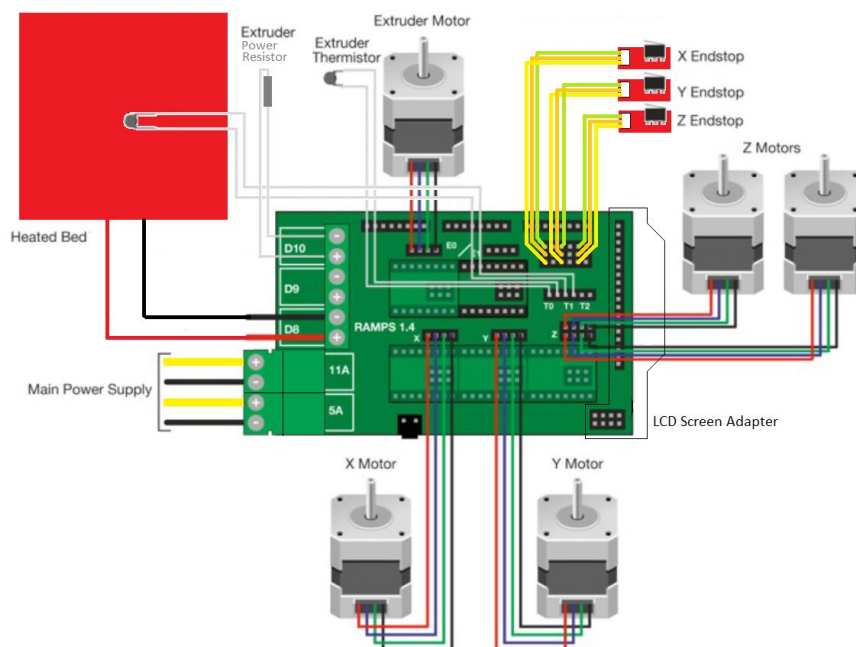 Extruder Motor
Extruder
Power
Resistor
Extruder
Thermistor
X Endstop
Y Endstop
Z Endstop
Z Motors
Heated Bed
D10
E0
E1
D9
T0 T1 T2
D8
RAMPS 1.4
X
Y
Z
11A
Main Power Supply
5A
LCD Screen Adapter
X Motor
Y Motor